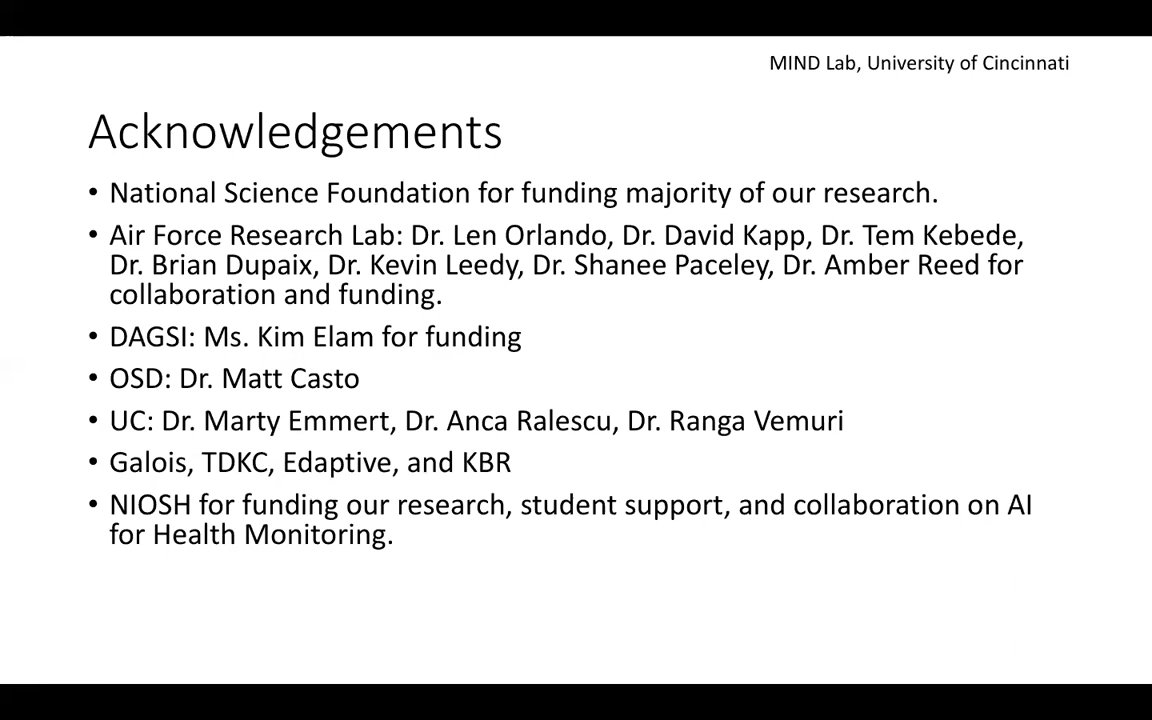 MIND Lab, University of Cincinnati
Acknowledgements
• National Science Foundation for funding majority of our research.
• Air Force Research Lab: Dr. Len Orlando, Dr. David Kapp, Dr. Tem Kebede,
Dr. Brian Dupaix, Dr. Kevin Leedy, Dr. Shanee Paceley, Dr. Amber Reed for
collaboration and funding.
• DAGSI: Ms. Kim Elam for funding
• OSD: Dr. Matt Casto
• UC: Dr. Marty Emmert, Dr. Anca Ralescu, Dr. Ranga Vemuri
• Galois, TDKC, Edaptive, and KBR
• NIOSH for funding our research, student support, and collaboration on AI
for Health Monitoring.